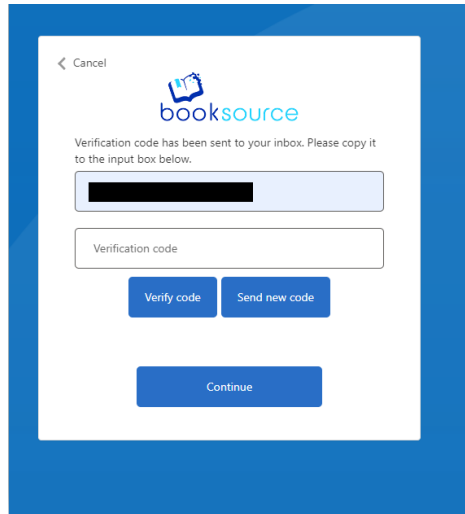 Cancel
booksource
Verification code has been sent to your inbox. Please copy it
to the input box below.
Verification code
Verify code Send new code
Continue